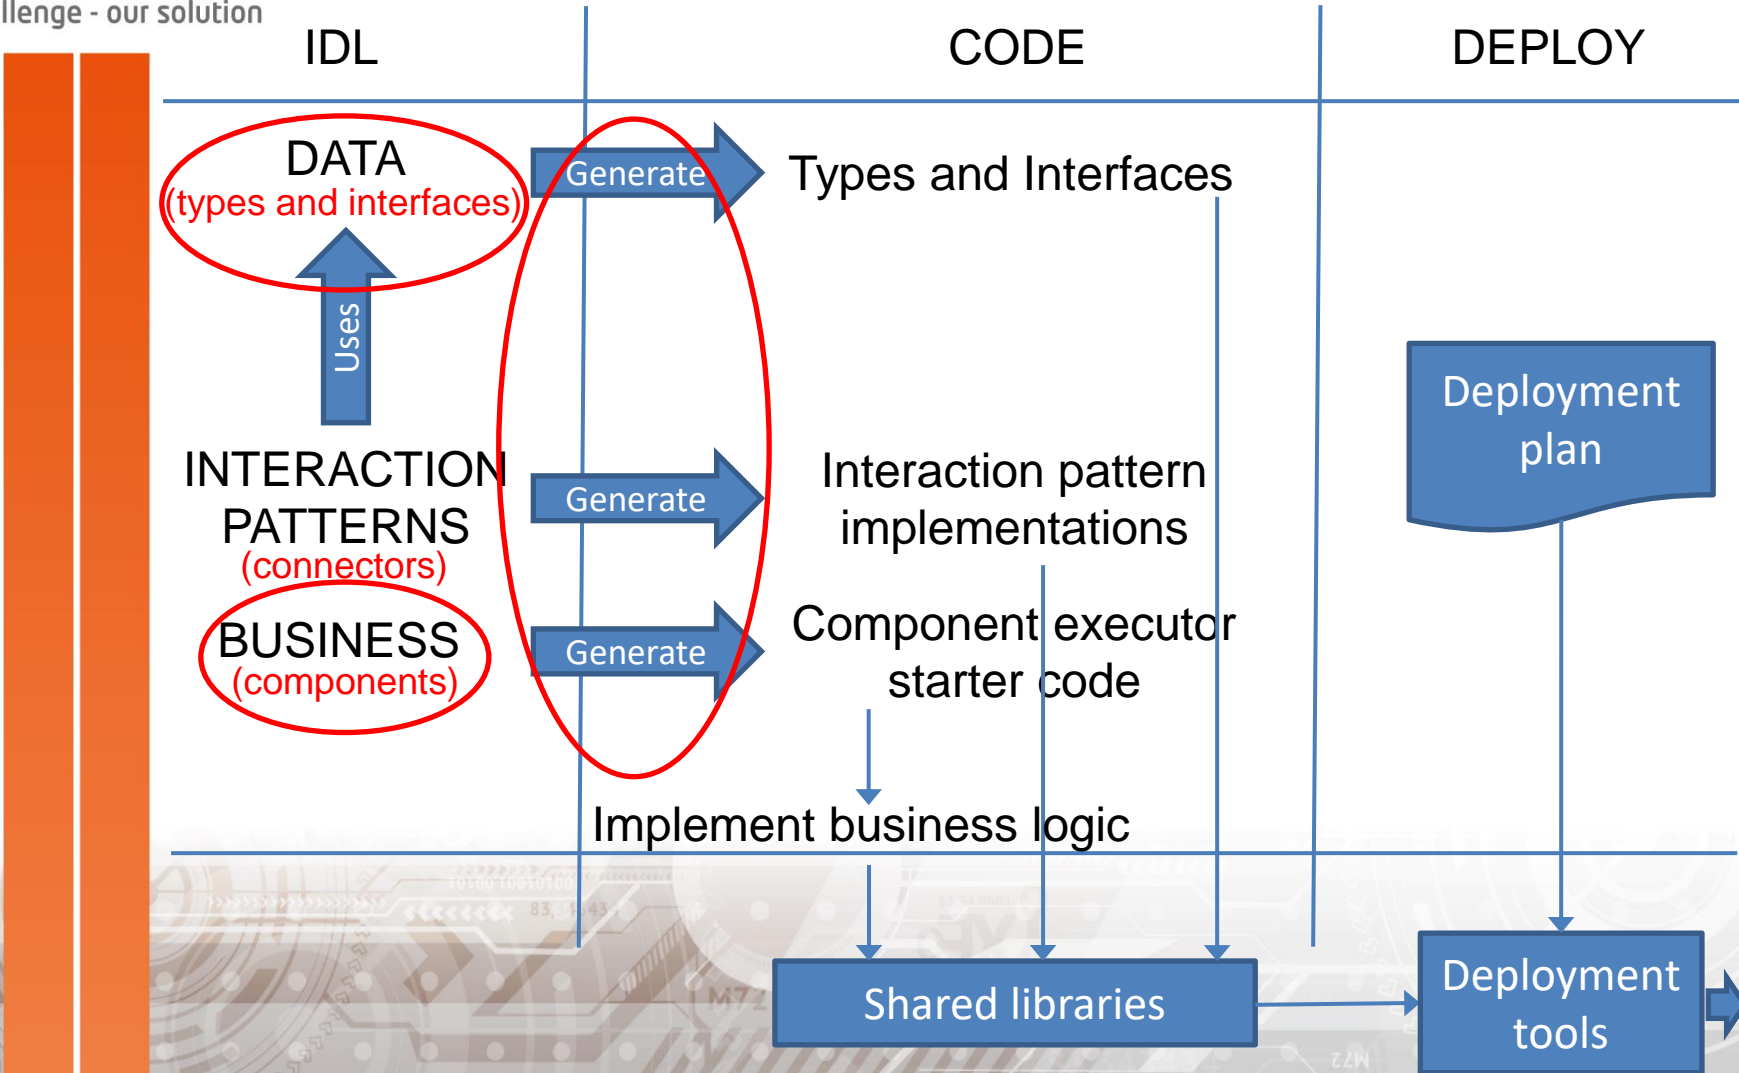 llenge - our solution
IDL
CODE
DEPLOY
DATA
(types and interfaces)
Generate
Types and Interfaces
Uses
INTERACTION
PATTERNS
(connectors)
Generate
Interaction pattern
implementations
Deployment
plan
BUSINESS
(components)
Generate
Component executor
starter code
Implement business logic
Shared libraries
Deployment
tools
M72
M72